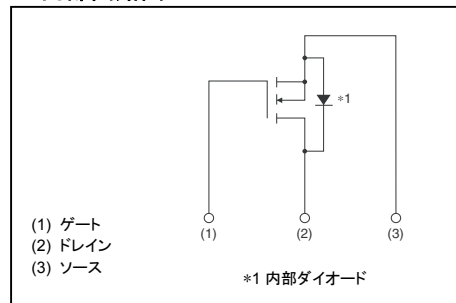 *1
(1) (2) (3)
(1) ゲート
(2) ドレイン
(3) ソース
*1 内部ダイオード